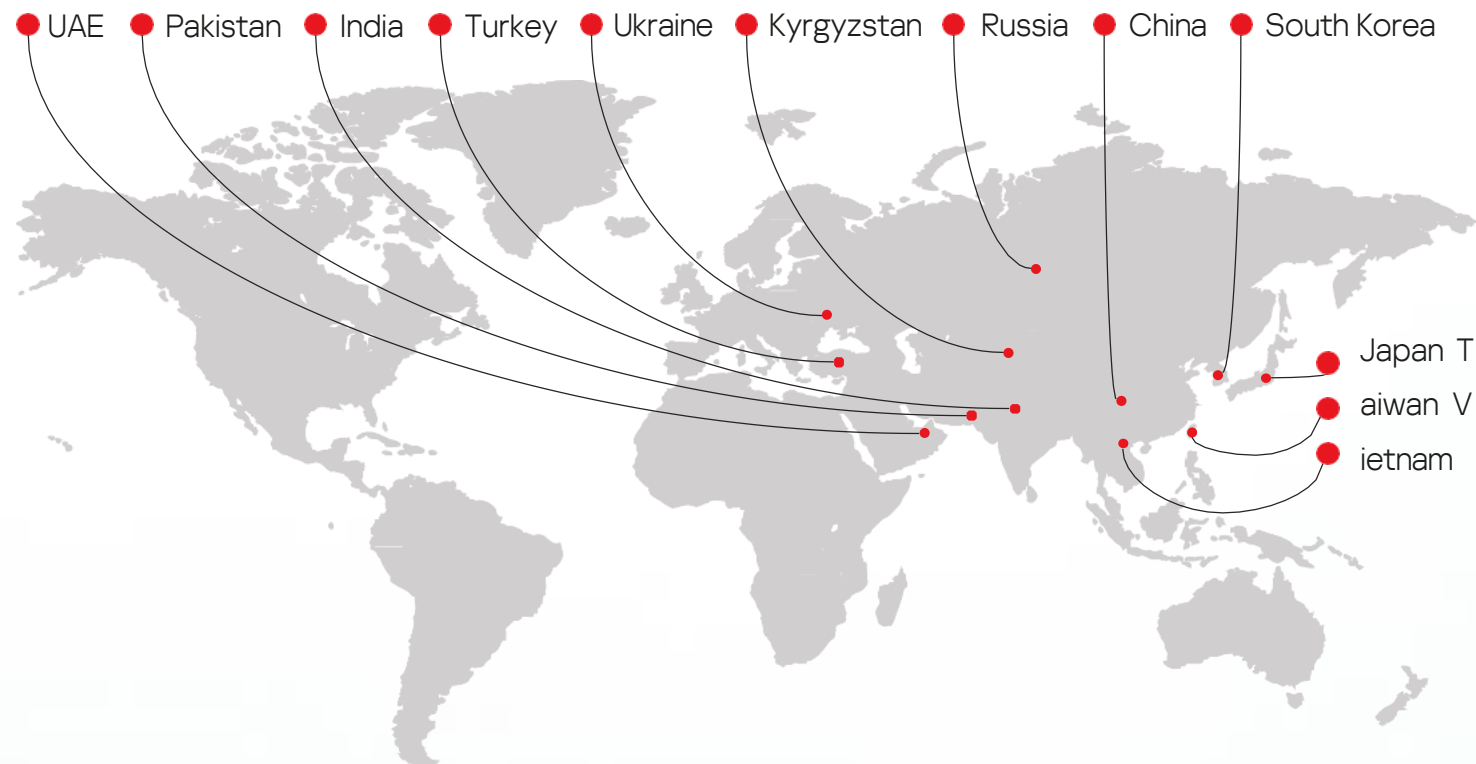 UAE Pakistan India Turkey Ukraine Kyrgyzstan Russia China South Korea
Japan T
aiwan V
ietnam